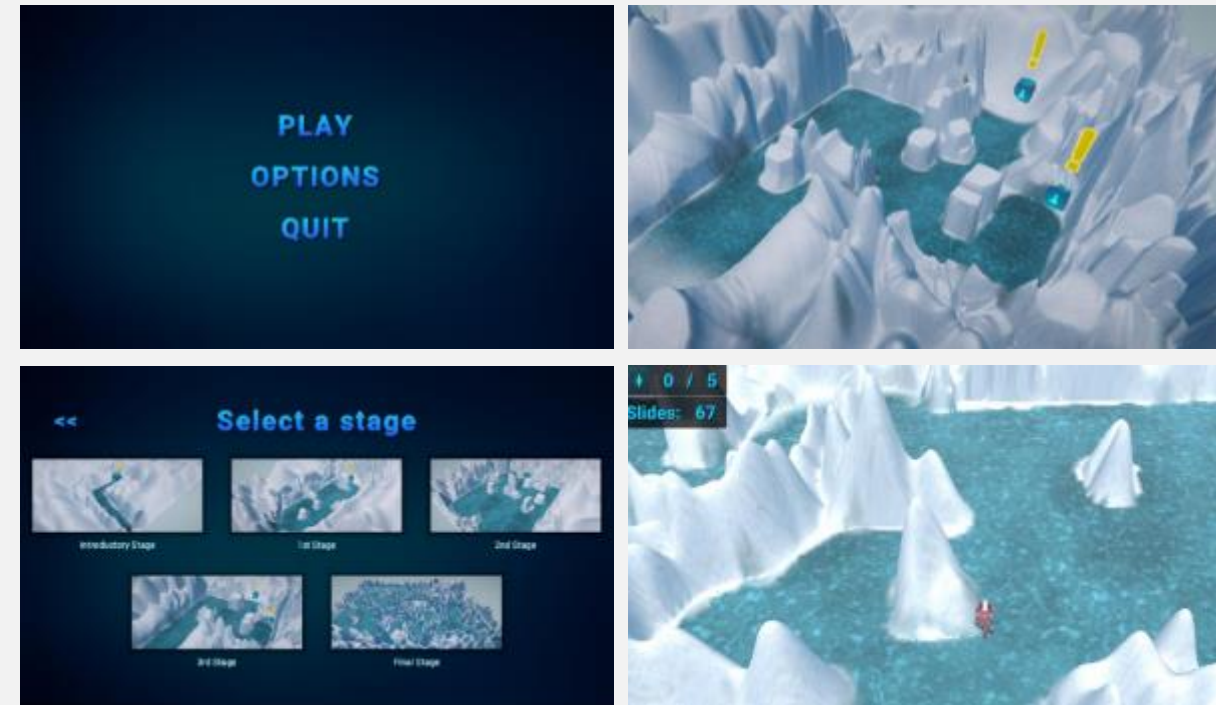 PLAY
OPTIONS
QUIT
<<
Select a stage
Introductory Stage
1st Stage
2nd Stage
3rd Stage
Final Stage
0 / 5
Slides: 67